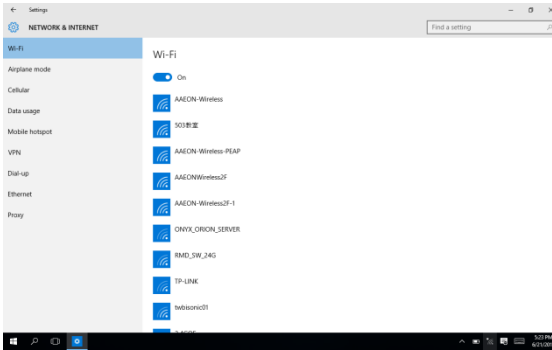 Settings
NETWORK & INTERNET
Find a setting
Wi-Fi
Airplane mode
Cellular
Data usage
Mobile hotspot
VPN
Dial-up
Ethernet
Proxy
Wi-Fi
On
AAEON-Wireless
503教室
AAEON-Wireless-PEAP
AAEONWireless2F
AAEON-Wireless2F-1
ONYX_ORION_SERVER
RMD_SW_24G
TP-LINK
twbisonic01
5:23 PM